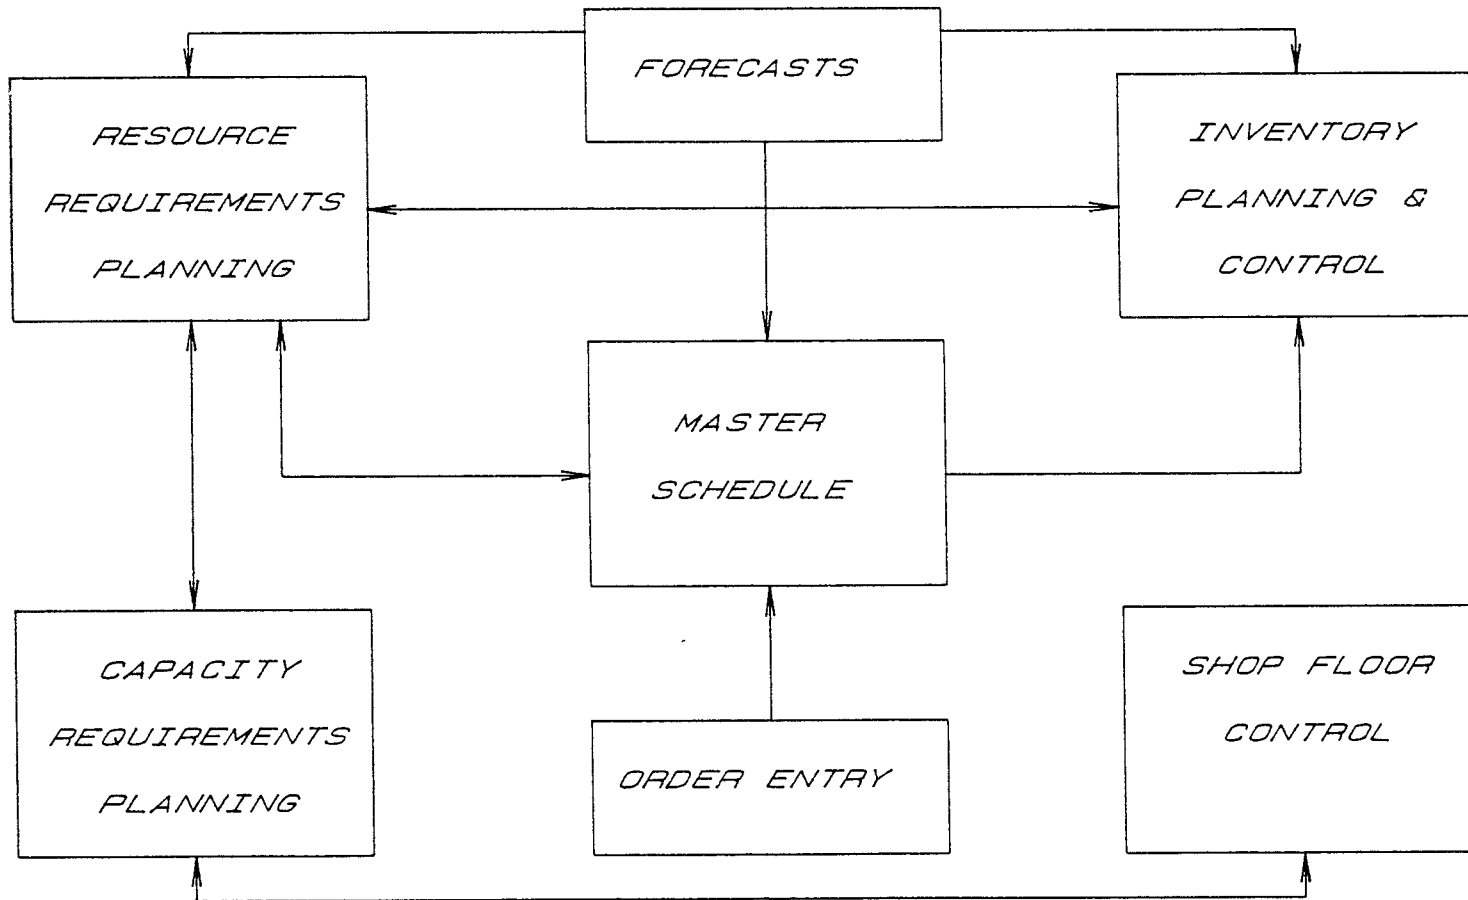 FORECASTS
RESOURCE
REQUIREMENTS
PLANNING
INVENTORY
PLANNING &
CONTROL
MASTER
SCHEDULE
CAPACITY
REQUIREMENTS
PLANNING
ORDER ENTRY
SHOP FLOOR
CONTROL